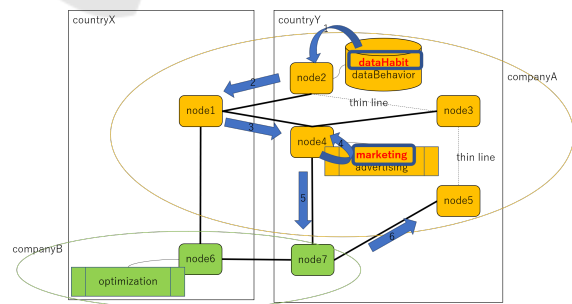 countryX
countryY
1
dataHabit
dataBehavior
companyA
node2
2
thin line
node1
node3
3
node4
4
marketing
advertising
thin line
5
node5
6
companyB
node6
node7
optimization